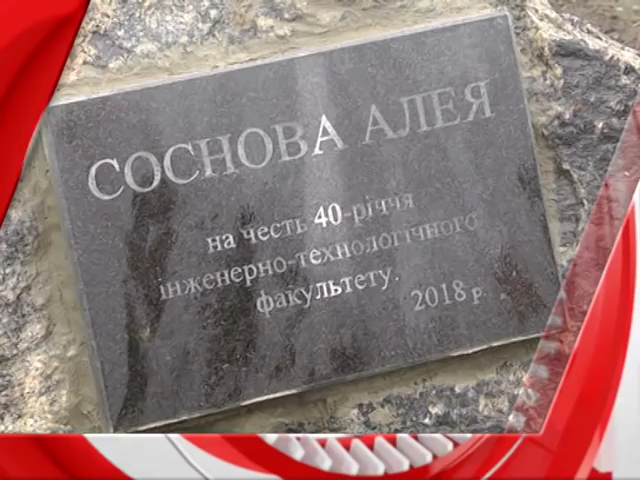 СОСНОВА АЛЕЯ
на честь 40-річчя
інженерно-технологічного
факультету.
2018 р.